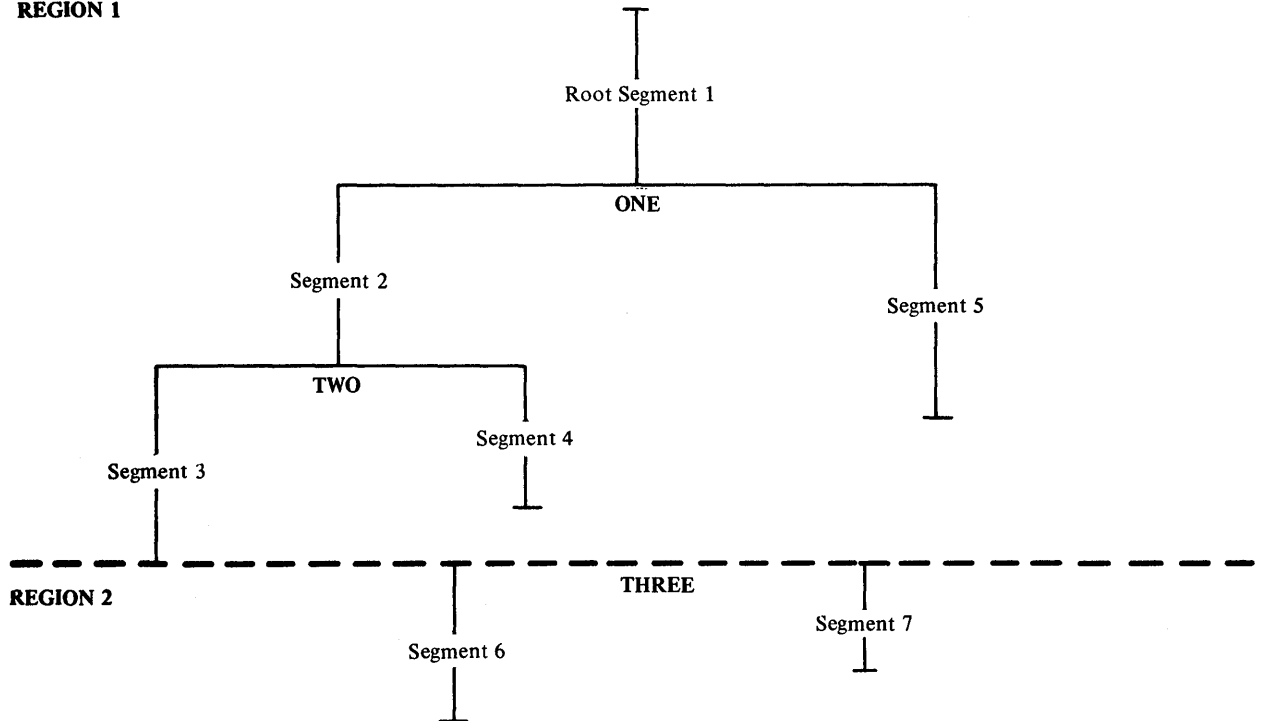 REGION 1
Root Segment 1
ONE
Segment 2
Segment 5
TWO
Segment 4
Segment 3
THREE
REGION 2
Segment 7
Segment 6